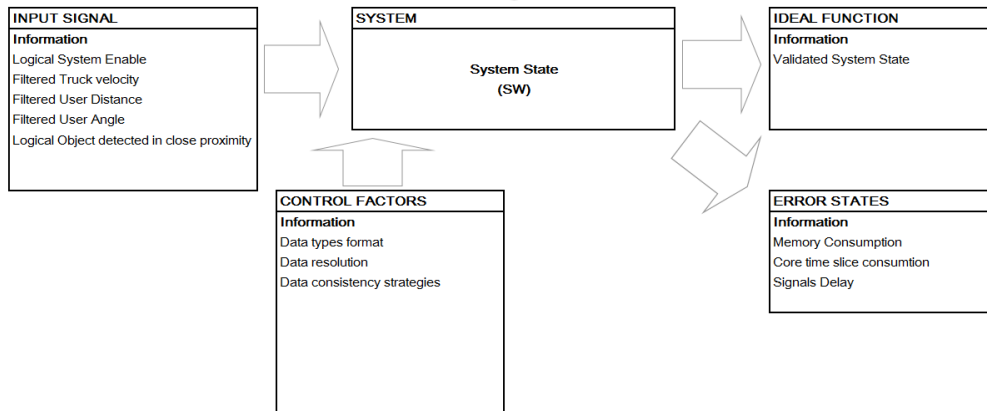 INPUT SIGNAL
Information
Logical System Enable
Filtered Truck velocity
Filtered User Distance
Filtered User Angle
Logical Object detected in close proximity
SYSTEM
System State
(SW)
IDEAL FUNCTION
Information
Validated System State
CONTROL FACTORS
Information
Data types format
Data resolution
Data consistency strategies
ERROR STATES
Information
Memory Consumption
Core time slice consumtion
Signals Delay